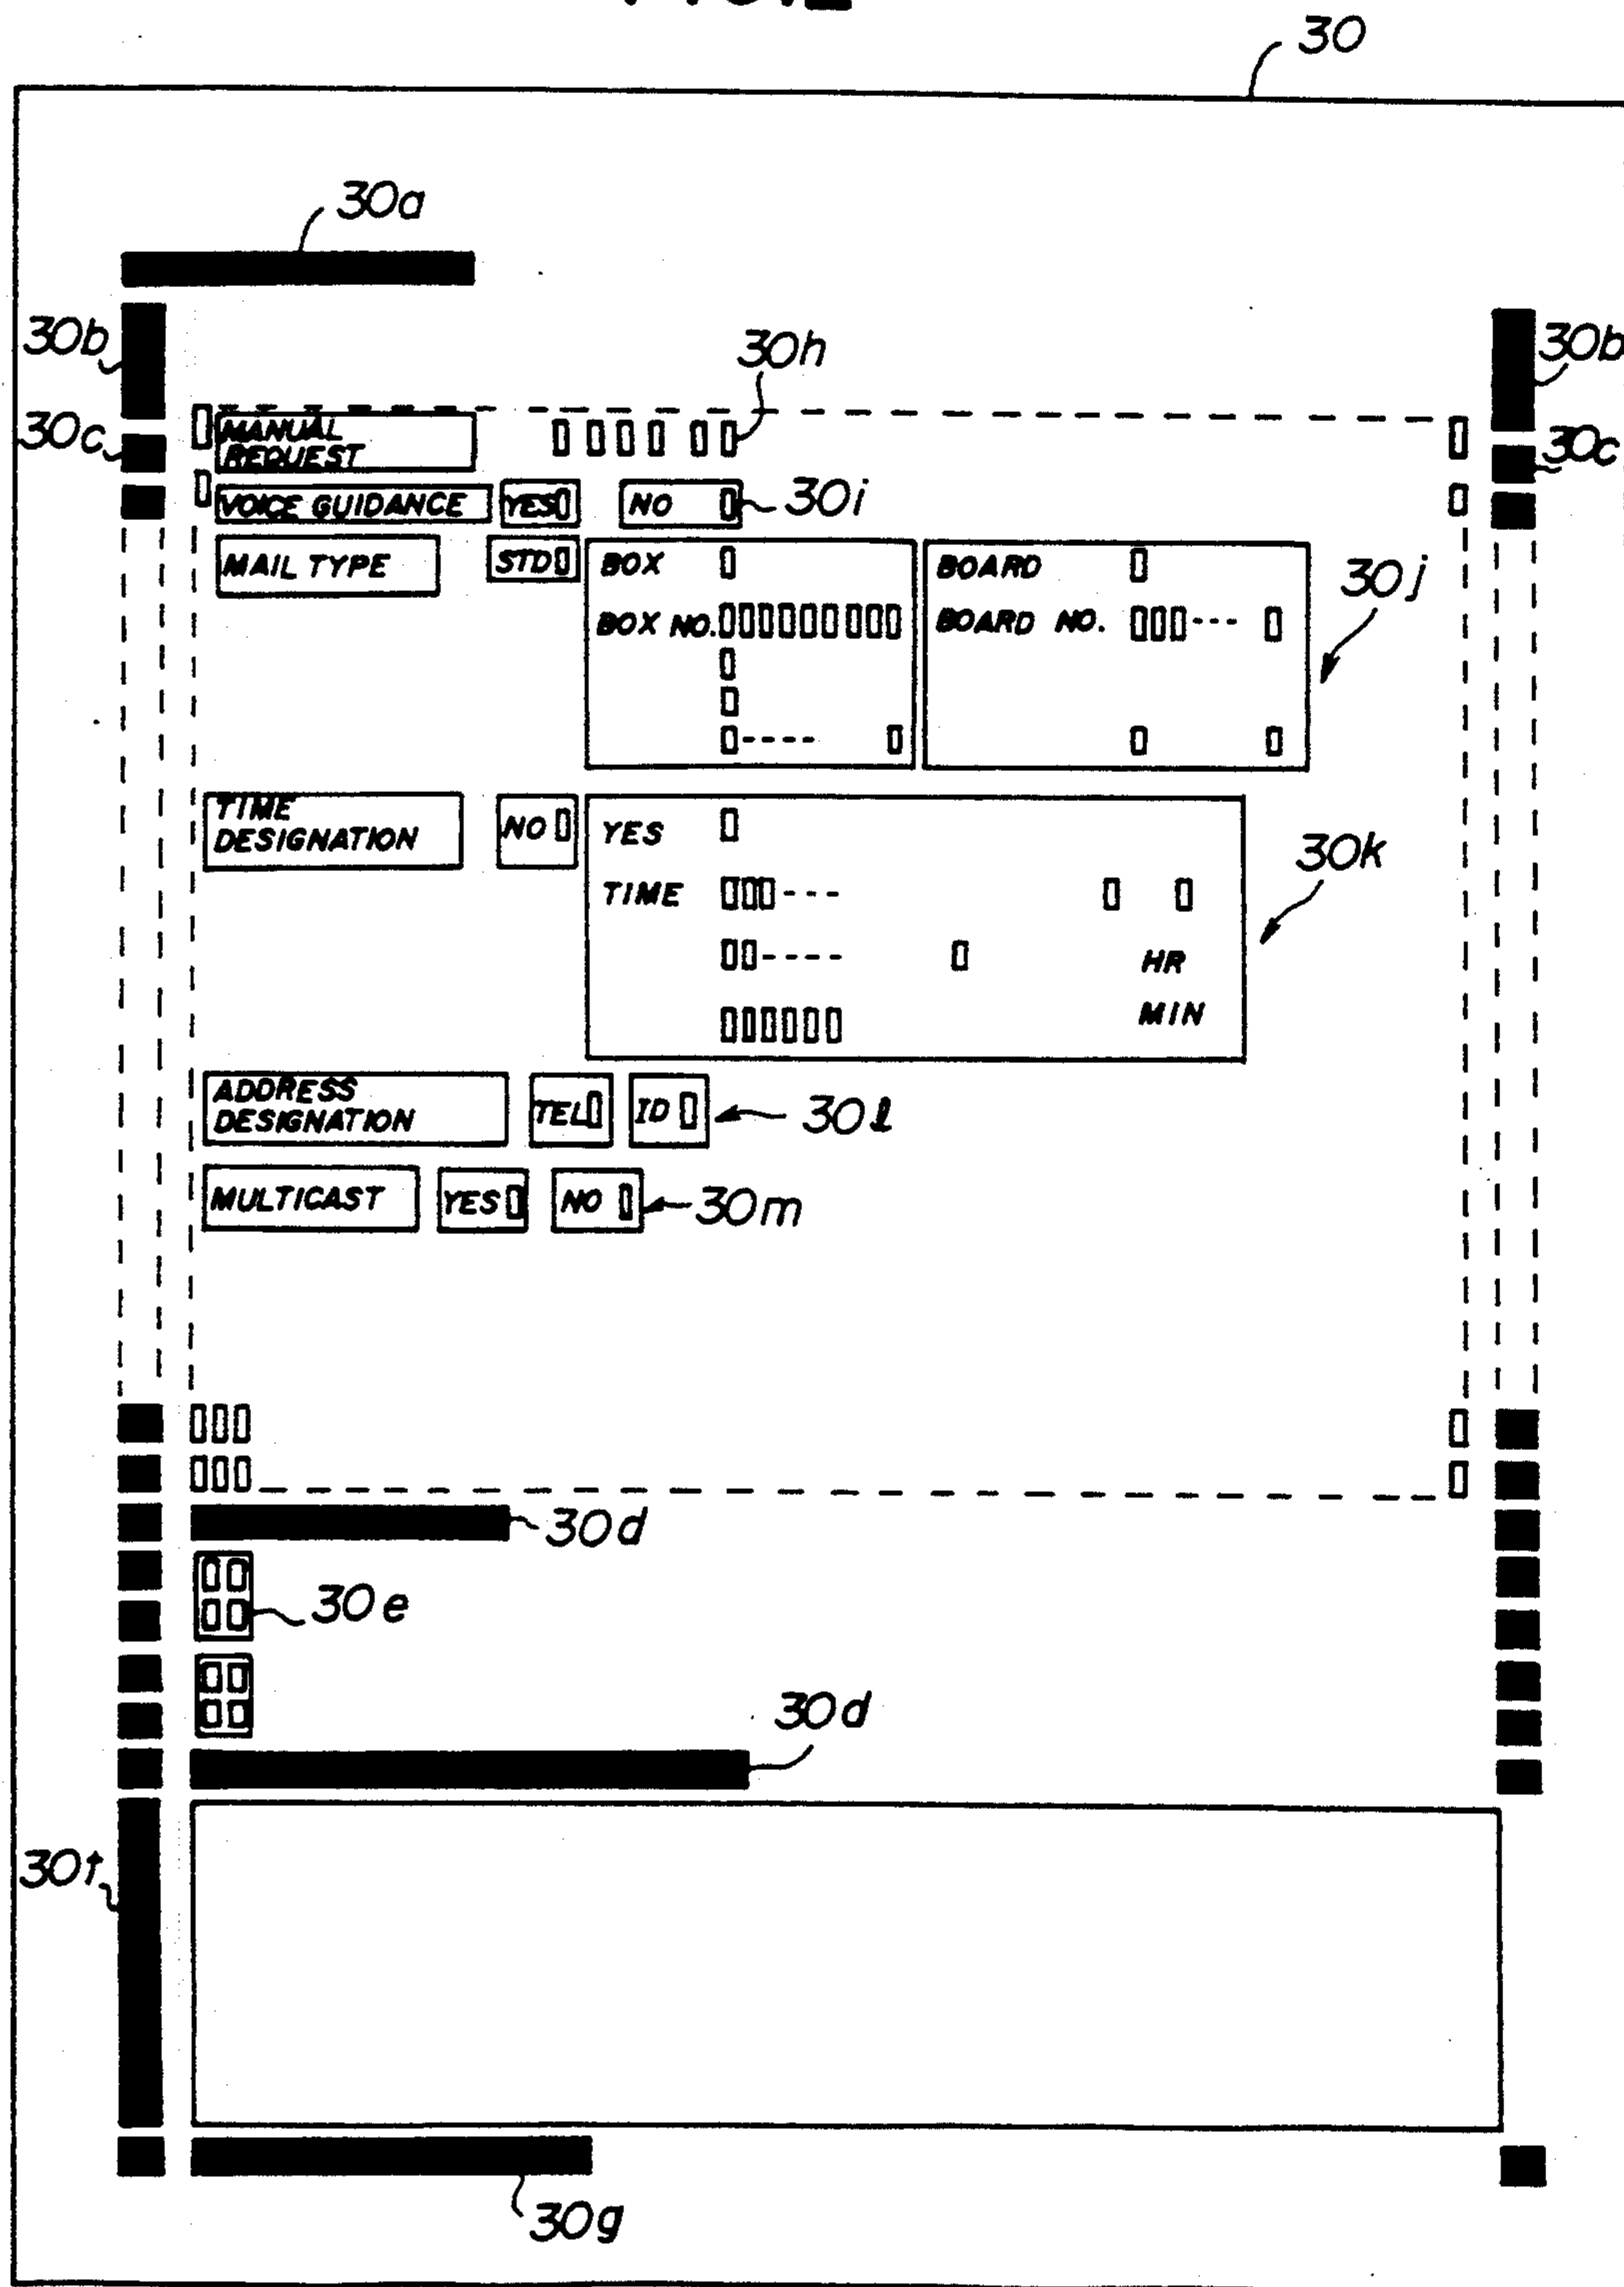 30
30a
30b 30b
30h
30c 30c
MANUAL
REQUEST
VOICE GUIDANCE YES NO 30i
MAIL TYPE STD BOX BOARD 30j
BOX NO. BOARD NO.
TIME
DESIGNATION NO YES 30k
TIME
HR
MIN
ADDRESS
DESIGNATION TEL ID 30l
MULTICAST YES NO 30m
30d
30e
30d
30f
30g